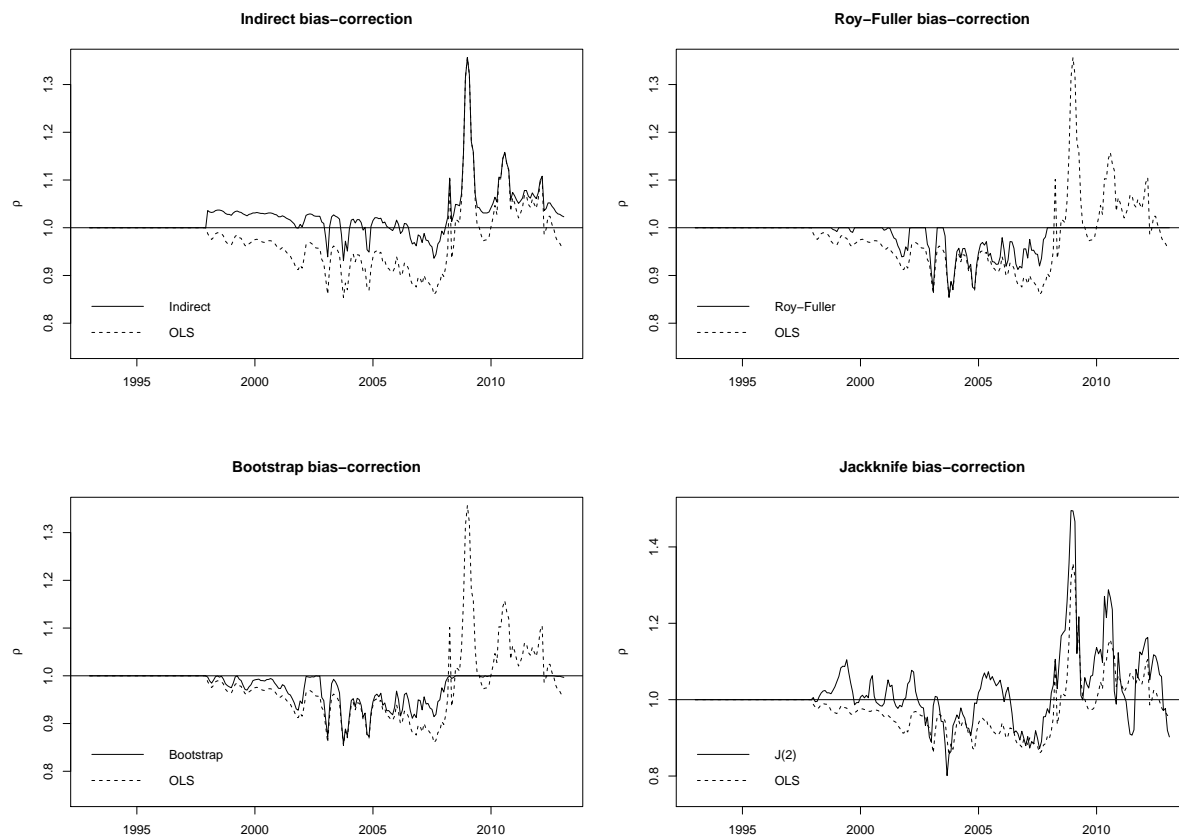 Indirect bias−correction
ρ
1.3
1.2
1.1
1.0
0.9
0.8
Indirect
OLS
1995 2000 2005 2010
Roy−Fuller bias−correction
ρ
1.3
1.2
1.1
1.0
0.9
0.8
Roy−Fuller
OLS
1995 2000 2005 2010
Bootstrap bias−correction
ρ
1.3
1.2
1.1
1.0
0.9
0.8
Bootstrap
OLS
1995 2000 2005 2010
Jackknife bias−correction
ρ
1.4
1.2
1.0
0.8
J(2)
OLS
1995 2000 2005 2010